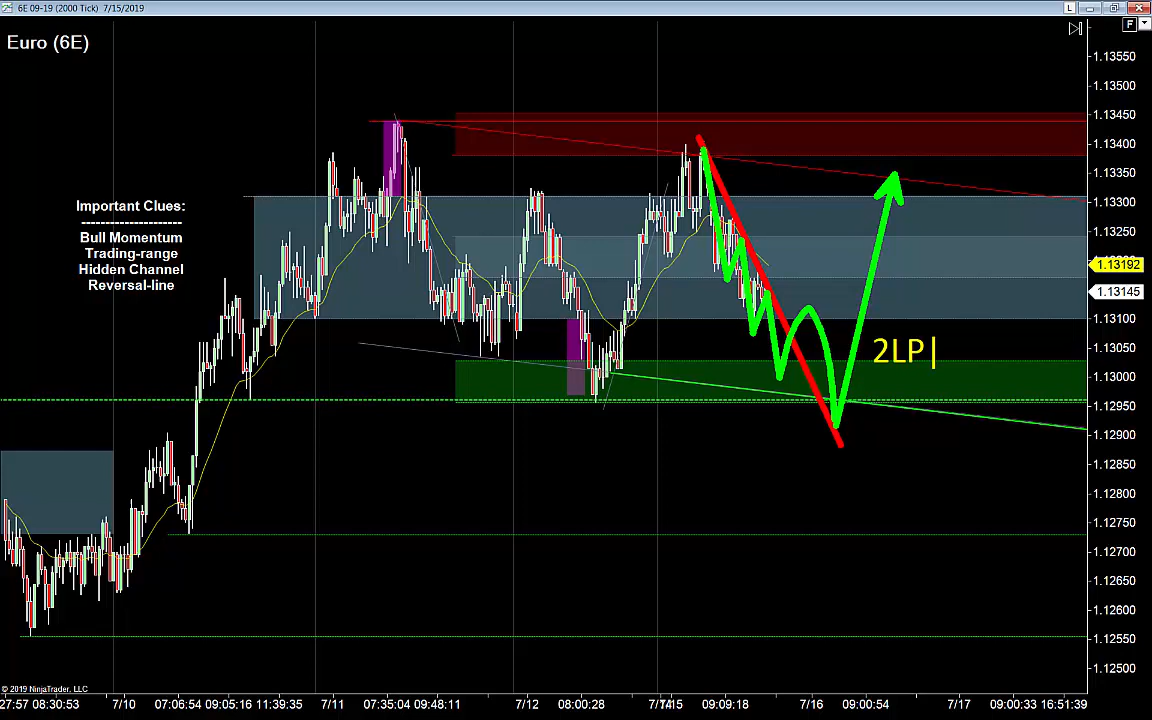 6E 09-19 (2000 Tick) 7/15/2019
L
F
Euro (6E)
1.13550
1.13500
1.13450
1.13400
1.13350
1.13300
1.13250
1.13192
1.13145
1.13100
1.13050
1.13000
1.12950
1.12900
1.12850
1.12800
1.12750
1.12700
1.12650
1.12600
1.12550
1.12500
Important Clues:
---------------------
Bull Momentum
Trading-range
Hidden Channel
Reversal-line
2LP|
© 2019 NinjaTrader, LLC
27:57 08:30:53 7/10 07:06:54 09:05:16 11:39:35 7/11 07:35:04 09:48:11 7/12 08:00:28 09:09:18 7/16 09:00:54 7/17 09:00:33 16:51:39